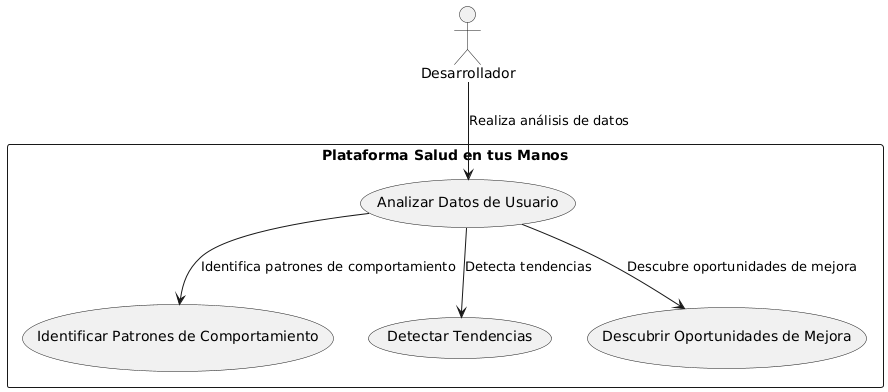 Desarrollador
Realiza análisis de datos
Plataforma Salud en tus Manos
Analizar Datos de Usuario
Identifica patrones de comportamiento
Detecta tendencias
Descubre oportunidades de mejora
Identificar Patrones de Comportamiento
Detectar Tendencias
Descubrir Oportunidades de Mejora